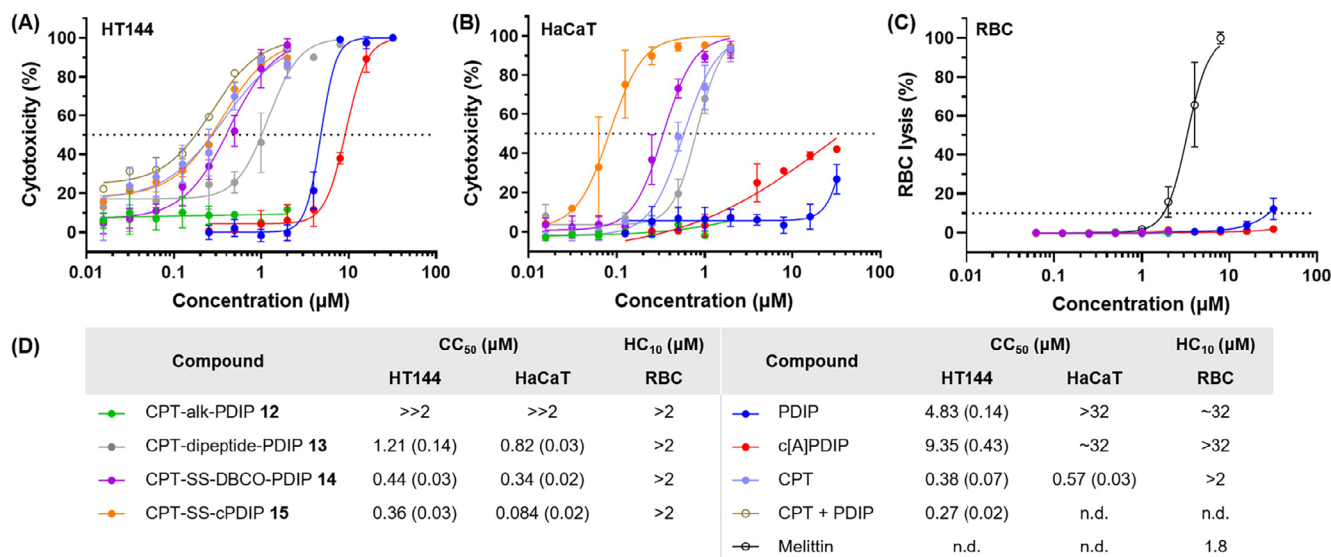 (A) HT144
Cytotoxicity (%)
100
80
60
40
20
0
0.01 0.1 1 10 100
Concentration (µM)
(B) HaCaT
Cytotoxicity (%)
100
80
60
40
20
0
0.01 0.1 1 10 100
Concentration (µM)
(C) RBC
RBC lysis (%)
100
80
60
40
20
0
0.01 0.1 1 10 100
Concentration (µM)
(D)
Compound CC50 (µM) HC10 (µM)
HT144 HaCaT RBC
CPT-alk-PDIP 12 >>2 >>2 >2
CPT-dipeptide-PDIP 13 1.21 (0.14) 0.82 (0.03) >2
CPT-SS-DBCO-PDIP 14 0.44 (0.03) 0.34 (0.02) >2
CPT-SS-cPDIP 15 0.36 (0.03) 0.084 (0.02) >2
Compound CC50 (µM) HC10 (µM)
HT144 HaCaT RBC
PDIP 4.83 (0.14) >32 ~32
c[A]PDIP 9.35 (0.43) ~32 >32
CPT 0.38 (0.07) 0.57 (0.03) >2
CPT + PDIP 0.27 (0.02) n.d. n.d.
Melittin n.d. n.d. 1.8